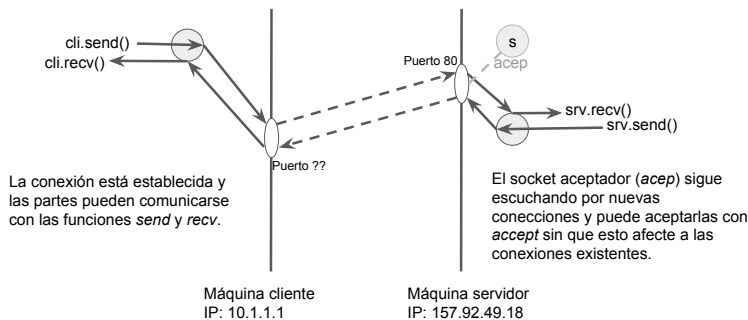 cli.send()
cli.recv()
Puerto 80
s
acep
srv.recv()
srv.send()
Puerto ??
La conexión está establecida y
las partes pueden comunicarse
con las funciones send y recv.
El socket aceptador (acep) sigue
escuchando por nuevas
conecciones y puede aceptarlas con
accept sin que esto afecte a las
conexiones existentes.
Máquina cliente
IP: 10.1.1.1
Máquina servidor
IP: 157.92.49.18